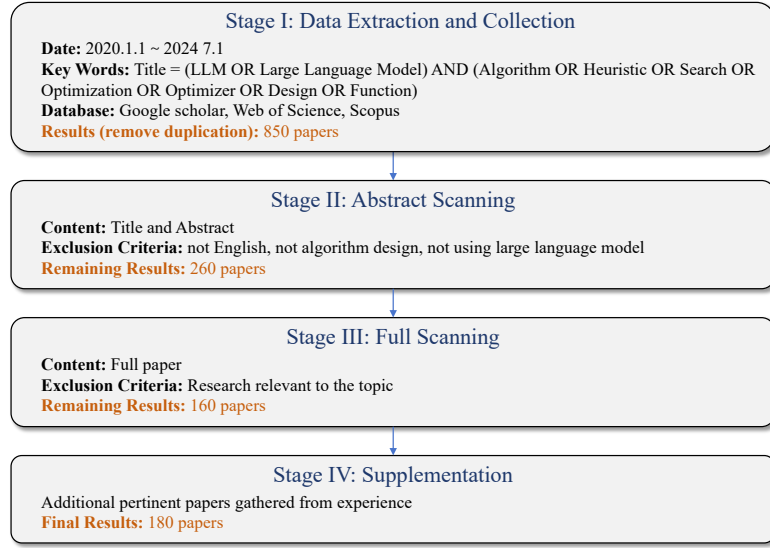 Stage I: Data Extraction and Collection
Date: 2020.1.1 ~ 2024 7.1
Key Words: Title = (LLM OR Large Language Model) AND (Algorithm OR Heuristic OR Search OR
Optimization OR Optimizer OR Design OR Function)
Database: Google scholar, Web of Science, Scopus
Results (remove duplication): 850 papers
Stage II: Abstract Scanning
Content: Title and Abstract
Exclusion Criteria: not English, not algorithm design, not using large language model
Remaining Results: 260 papers
Stage III: Full Scanning
Content: Full paper
Exclusion Criteria: Research relevant to the topic
Remaining Results: 160 papers
Stage IV: Supplementation
Additional pertinent papers gathered from experience
Final Results: 180 papers